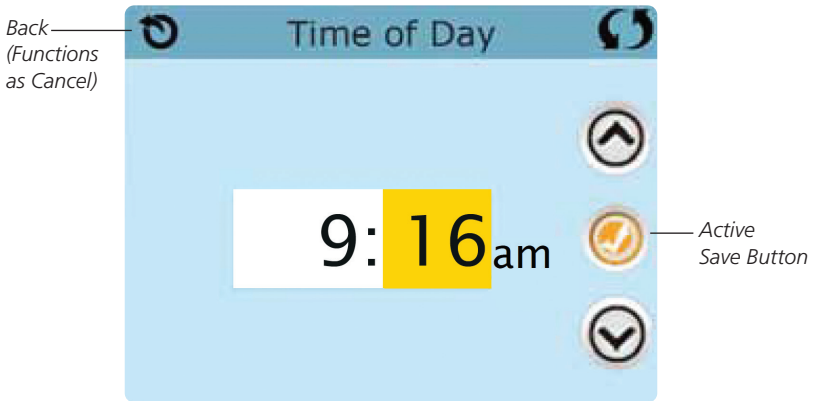 Back
(Functions
as Cancel)
Time of Day
9:16am
Active
Save Button